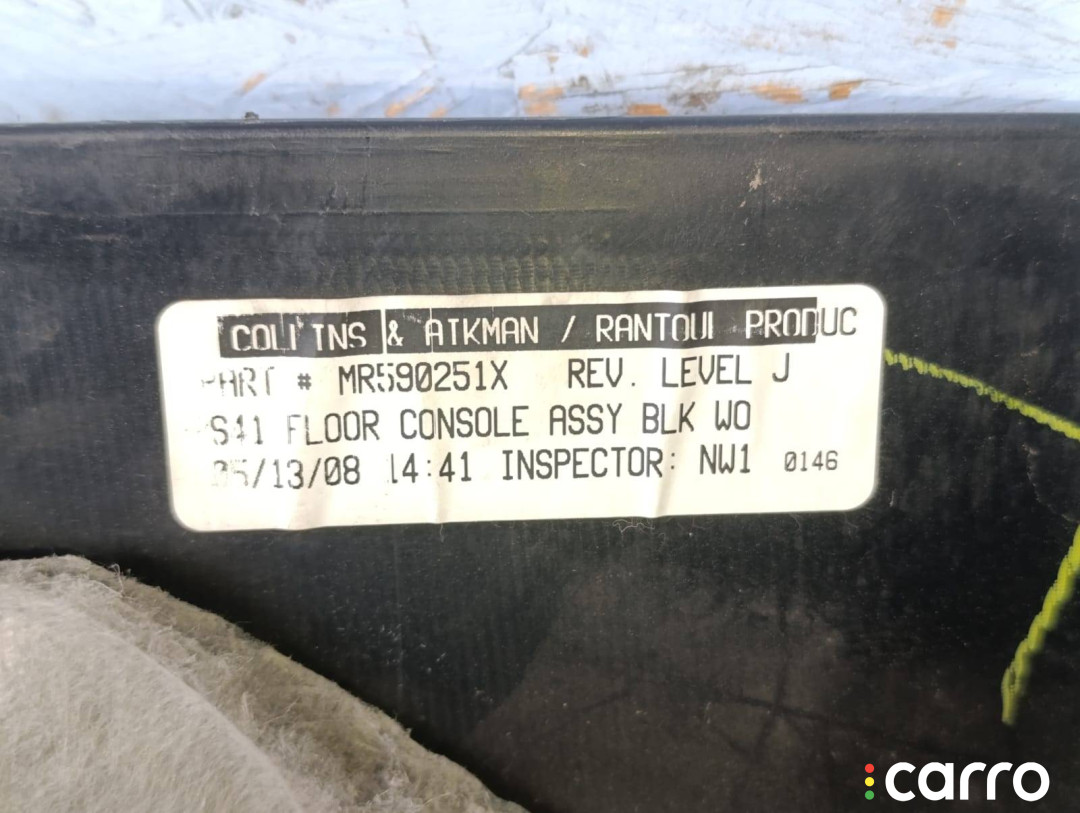 COLLINS & AIKMAN / RANTOUL PRODUC
PART # MR590251X REV. LEVEL J
S41 FLOOR CONSOLE ASSY BLK WO
05/13/08 14:41 INSPECTOR: NW1 0146
carro